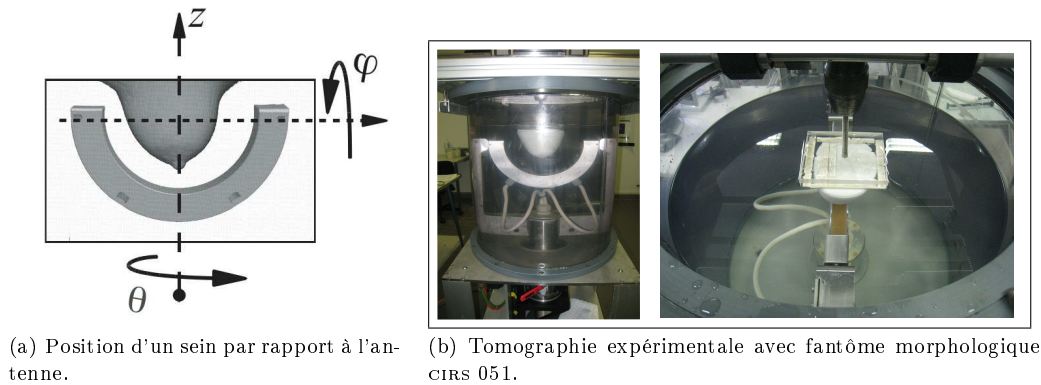 z
φ
θ
(a) Position d'un sein par rapport à l'an-
tenne.
(b) Tomographie expérimentale avec fantôme morphologique
CIRS 051.